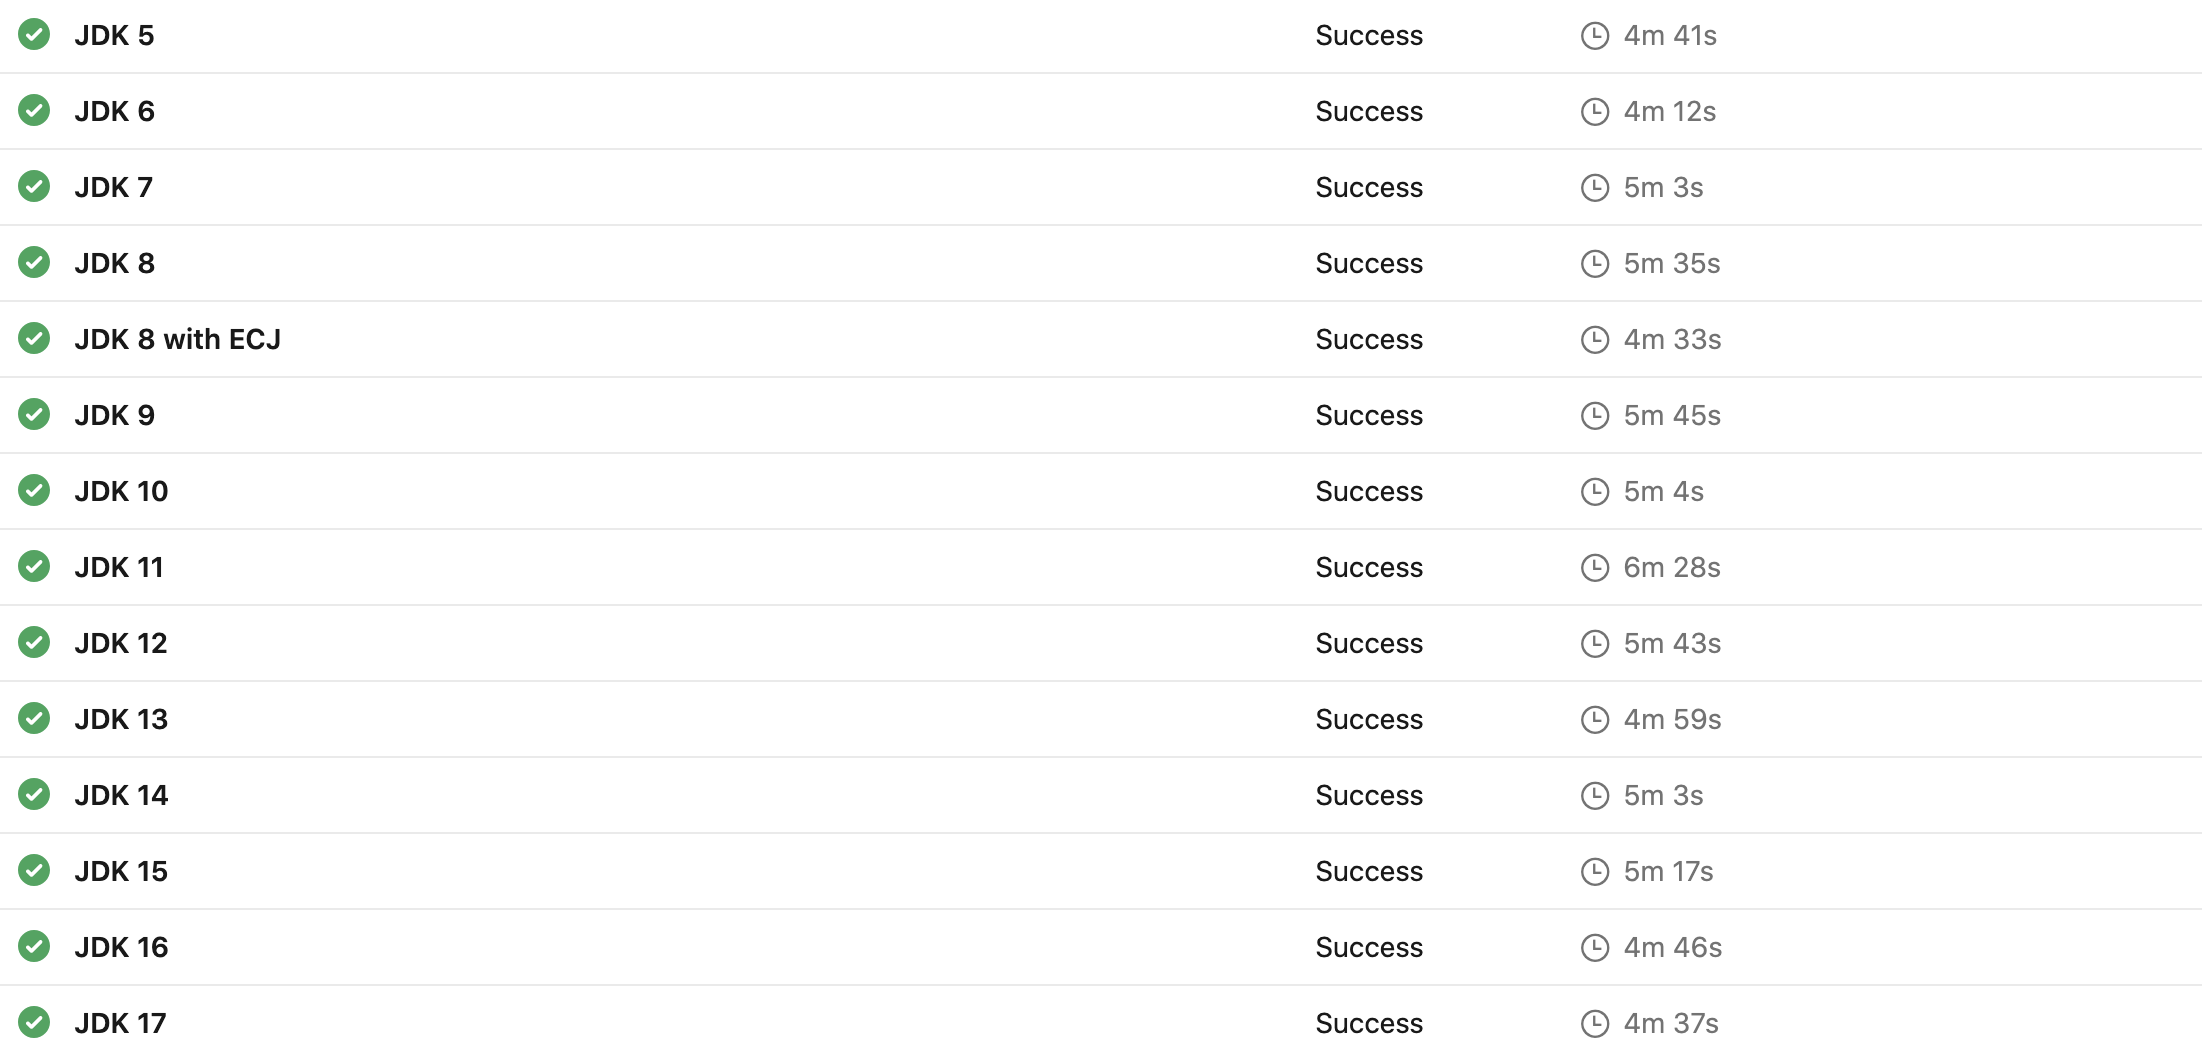 JDK 5 Success 4m 41s
JDK 6 Success 4m 12s
JDK 7 Success 5m 3s
JDK 8 Success 5m 35s
JDK 8 with ECJ Success 4m 33s
JDK 9 Success 5m 45s
JDK 10 Success 5m 4s
JDK 11 Success 6m 28s
JDK 12 Success 5m 43s
JDK 13 Success 4m 59s
JDK 14 Success 5m 3s
JDK 15 Success 5m 17s
JDK 16 Success 4m 46s
JDK 17 Success 4m 37s